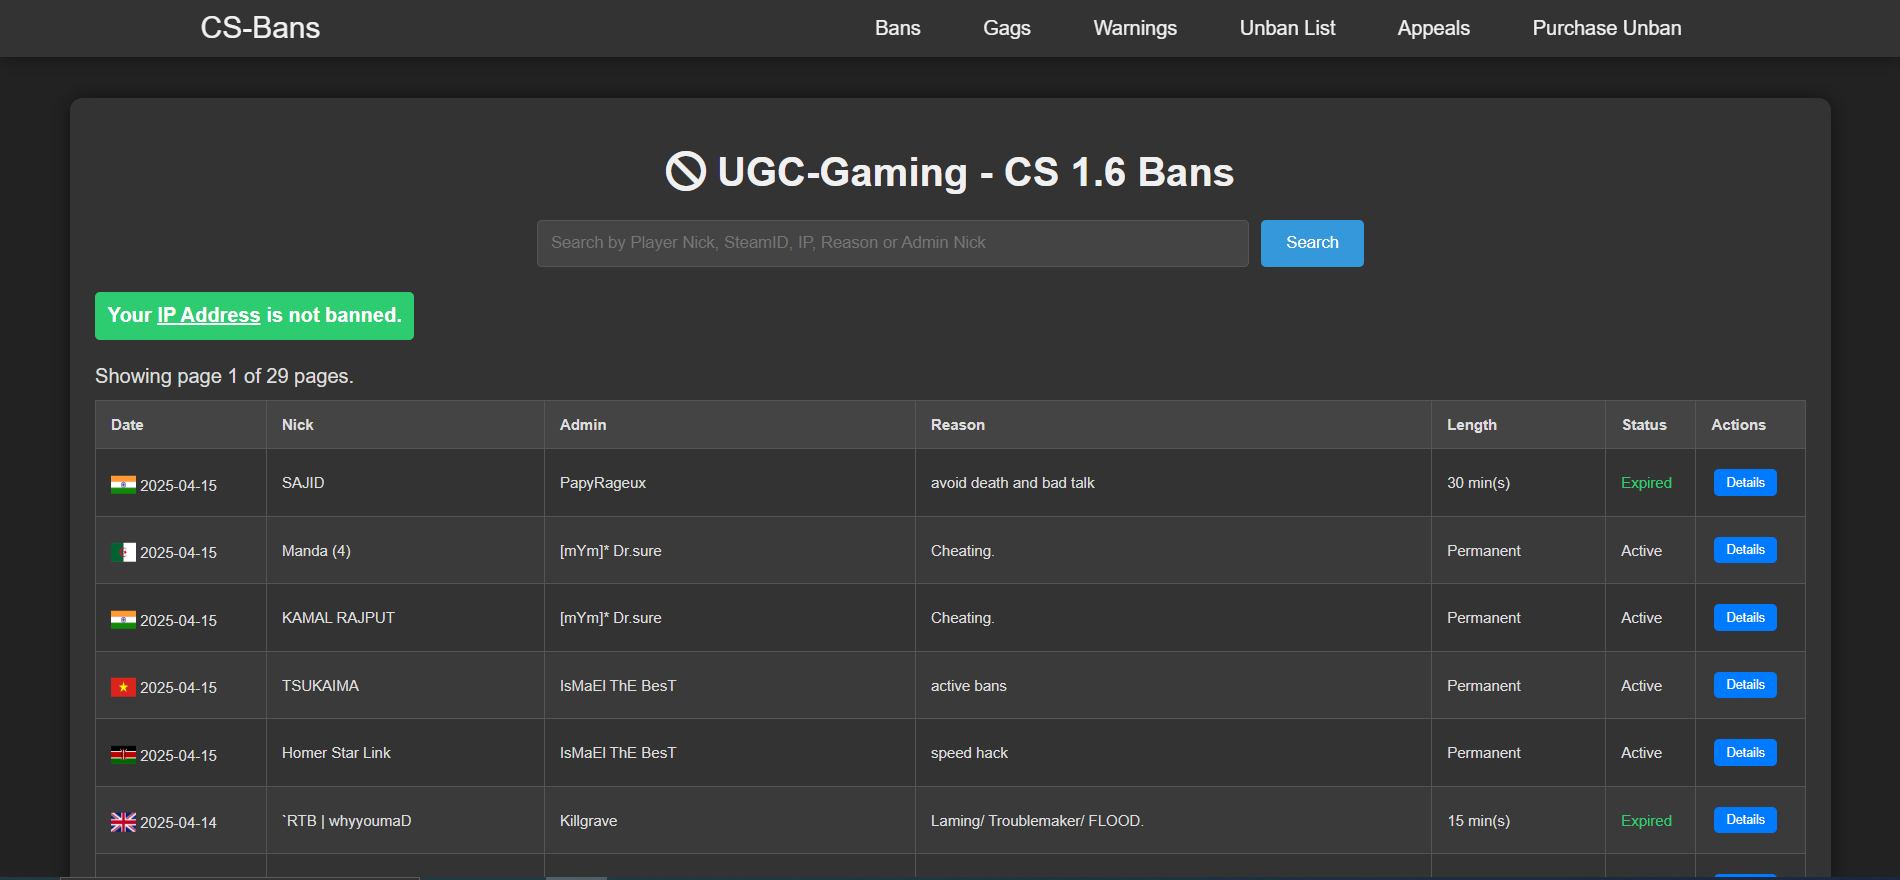 CS-Bans Bans Gags Warnings Unban List Appeals Purchase Unban
UGC-Gaming - CS 1.6 Bans
Search by Player Nick, SteamID, IP, Reason or Admin Nick Search
Your IP Address is not banned.
Showing page 1 of 29 pages.
Date Nick Admin Reason Length Status Actions
2025-04-15 SAJID PapyRageux avoid death and bad talk 30 min(s) Expired Details
2025-04-15 Manda (4) [mYm]* Dr.sure Cheating. Permanent Active Details
2025-04-15 KAMAL RAJPUT [mYm]* Dr.sure Cheating. Permanent Active Details
2025-04-15 TSUKAIMA IsMaEl ThE BesT active bans Permanent Active Details
2025-04-15 Homer Star Link IsMaEl ThE BesT speed hack Permanent Active Details
2025-04-14 `RTB | whyyoumaD Killgrave Laming/ Troublemaker/ FLOOD. 15 min(s) Expired Details